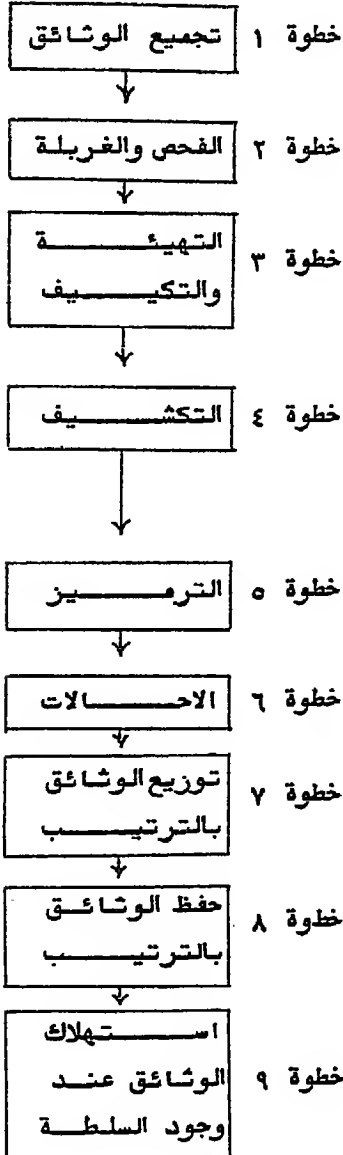 خطوة ١ تجميع الوثائق
خطوة ٢ الفحص والغربلة
خطوة ٣ التهيئة
والتكييف
خطوة ٤ التكشيف
خطوة ٥ الترميز
خطوة ٦ الاحالات
خطوة ٧ توزيع الوثائق
بالترتيب
خطوة ٨ حفظ الوثائق
بالترتيب
استهلاك
خطوة ٩ الوثائق عند
وجود السلطة